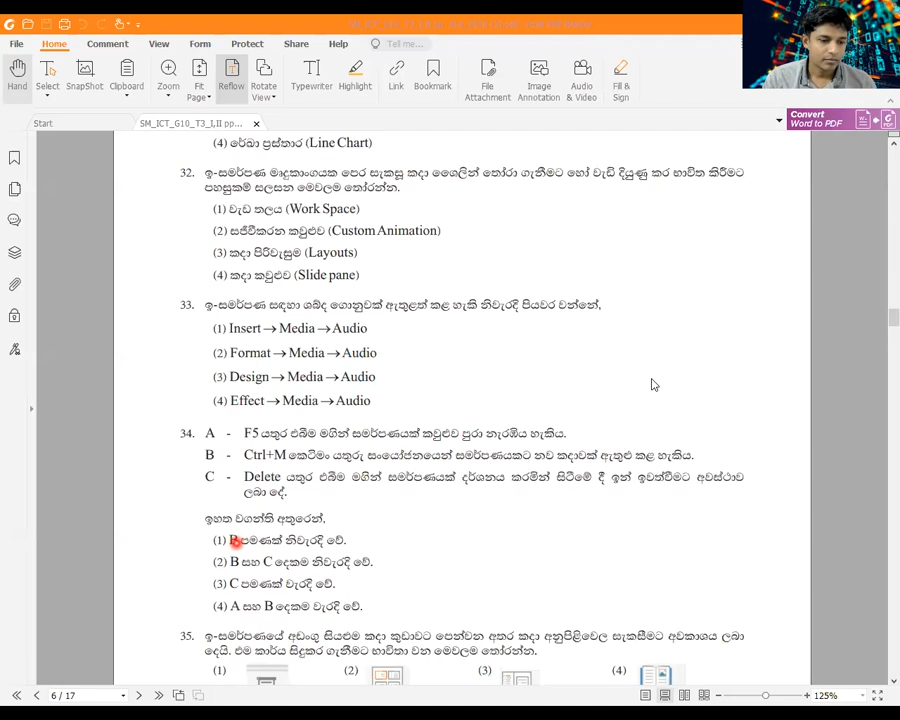 File Home Comment View Form Protect Share Help Tell me...
Hand Select SnapShot Clipboard Zoom Fit Page Reflow Rotate View Typewriter Highlight Link Bookmark File Attachment Image Annotation Audio & Video Fill & Sign
Start SM_ICT_G10_T3_I,II pp... Convert Word to PDF
(4) රේඛා ප්‍රස්තාර (Line Chart)
32. ඉ-සමර්පණ මෘදුකාංගයක පෙර සැකසූ කදා ශෛලීන් තෝරා ගැනීමට හෝ වැඩි දියුණු කර භාවිත කිරීමට
පහසුකම් සලසන මෙවලම තෝරන්න.
(1) වැඩ තලය (Work Space)
(2) සජීවීකරන කවුළුව (Custom Animation)
(3) කදා පිරිවැසුම (Layouts)
(4) කදා කවුළුව (Slide pane)
33. ඉ-සමර්පණ සඳහා ශබ්ද ගොනුවක් ඇතුළත් කළ හැකි නිවැරදි පියවර වන්නේ,
(1) Insert → Media → Audio
(2) Format → Media → Audio
(3) Design → Media → Audio
(4) Effect → Media → Audio
34. A - F5 යතුර එබීම මගින් සමර්පණයක් කවුළුව පුරා නැරඹිය හැකිය.
B - Ctrl+M කෙටිමං යතුරු සංයෝජනයෙන් සමර්පණයකට නව කදාවක් ඇතුළු කළ හැකිය.
C - Delete යතුර එබීම මගින් සමර්පණයක් දර්ශනය කරමින් සිටීමේ දී ඉන් ඉවත්වීමට අවස්ථාව
ලබා දේ.
ඉහත වගන්ති අතුරෙන්,
(1) පමණක් නිවැරදි වේ.
(2) B සහ C දෙකම නිවැරදි වේ.
(3) C පමණක් වැරදි වේ.
(4) A සහ B දෙකම වැරදි වේ.
35. ඉ-සමර්පණයේ අඩංගු සියළුම කදා කුඩාවට පෙන්වන අතර කදා අනුපිළිවෙල සැකසීමට අවකාශය ලබා
දෙයි. එම කාර්ය සිදුකර ගැනීමට භාවිතා වන මෙවලම තෝරන්න.
(1) (2) (3) (4)
6 / 17 125%